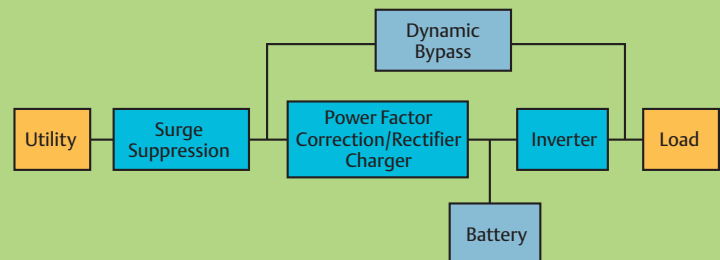 Dynamic
Bypass
Utility
Surge
Suppression
Power Factor
Correction/Rectifier
Charger
Inverter
Load
Battery